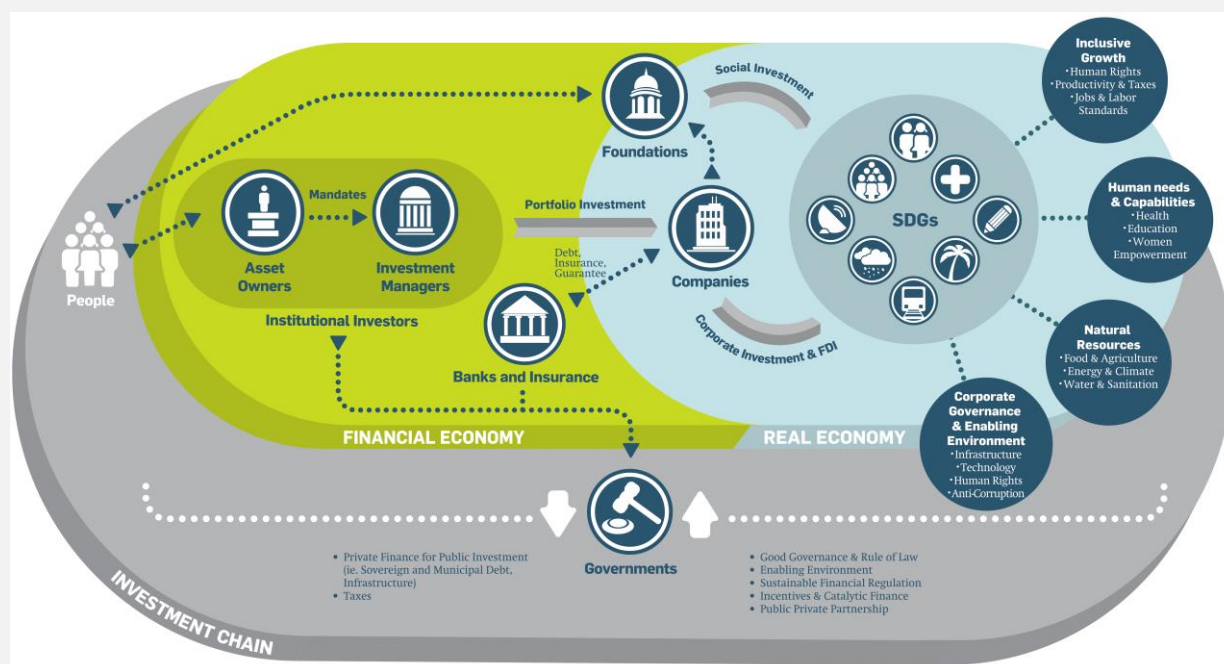 Social Investment
Foundations
Mandates
Asset
Owners
Investment
Managers
Institutional Investors
People
Portfolio Investment
Debt,
Insurance,
Guarantee
Companies
Banks and Insurance
Corporate Investment & FDI
SDGs
Inclusive
Growth
•Human Rights
•Productivity & Taxes
•Jobs & Labor
Standards
Human needs
& Capabilities
•Health
•Education
•Women
Empowerment
Natural
Resources
•Food & Agriculture
•Energy & Climate
•Water & Sanitation
Corporate
Governance
& Enabling
Environment
•Infrastructure
•Technology
•Human Rights
•Anti-Corruption
FINANCIAL ECONOMY
REAL ECONOMY
Governments
• Private Finance for Public Investment
(ie. Sovereign and Municipal Debt,
Infrastructure)
• Taxes
• Good Governance & Rule of Law
• Enabling Environment
• Sustainable Financial Regulation
• Incentives & Catalytic Finance
• Public Private Partnership
INVESTMENT CHAIN